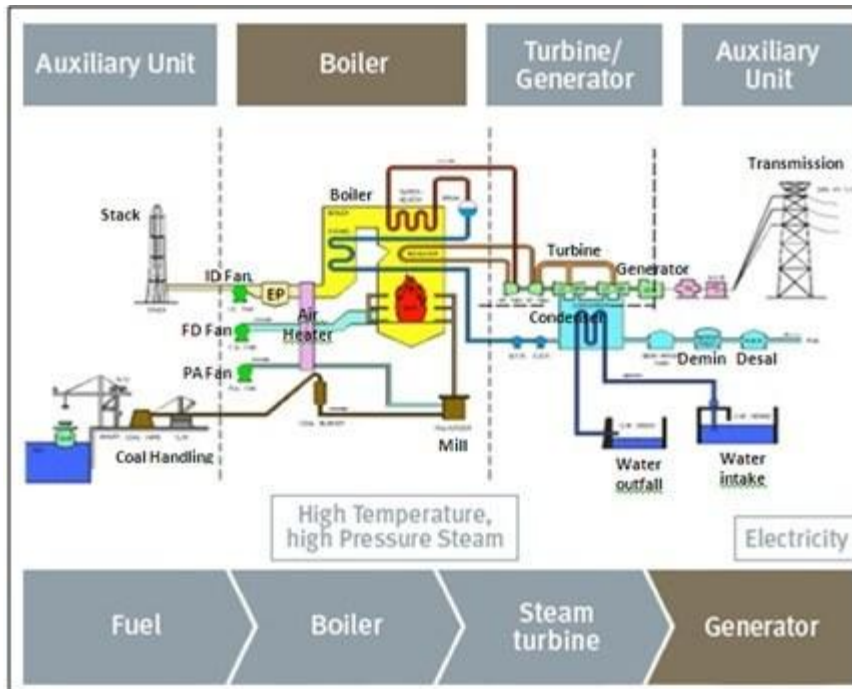 Auxiliary Unit
Boiler
Turbine/
Generator
Auxiliary
Unit
Transmission
Boiler
Stack
Turbine
ID Fan.
Generator
EP
Air
Heater
Condenser
FD Fan
Demin
Desal
PA Fan
Mill
Coal Handling
Water
outfall
Water
intake
High Temperature,
high Pressure Steam
Electricity
Fuel
Boiler
Steam
turbine
Generator